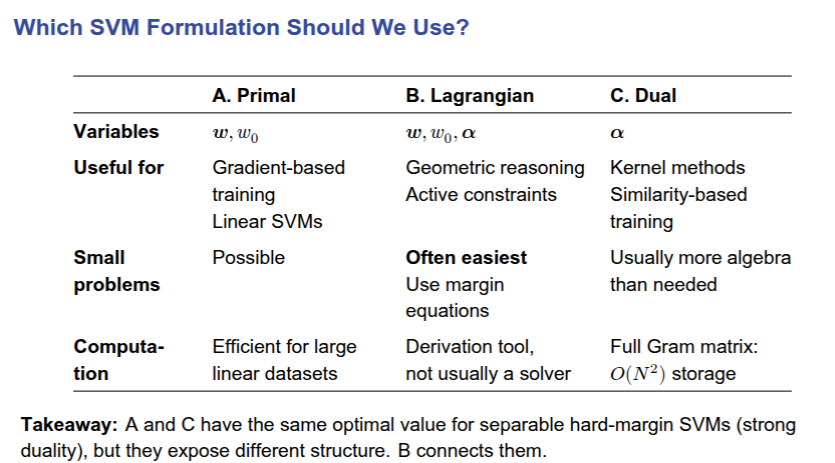 Which SVM Formulation Should We Use?
A. Primal B. Lagrangian C. Dual
Variables w, w₀ w, w₀, α α
Useful for Gradient-based Geometric reasoning Kernel methods
training Active constraints Similarity-based
Linear SVMs training
Small Possible Often easiest Usually more algebra
problems Use margin than needed
equations
Computa- Efficient for large Derivation tool, Full Gram matrix:
tion linear datasets not usually a solver O(N²) storage
Takeaway: A and C have the same optimal value for separable hard-margin SVMs (strong
duality), but they expose different structure. B connects them.